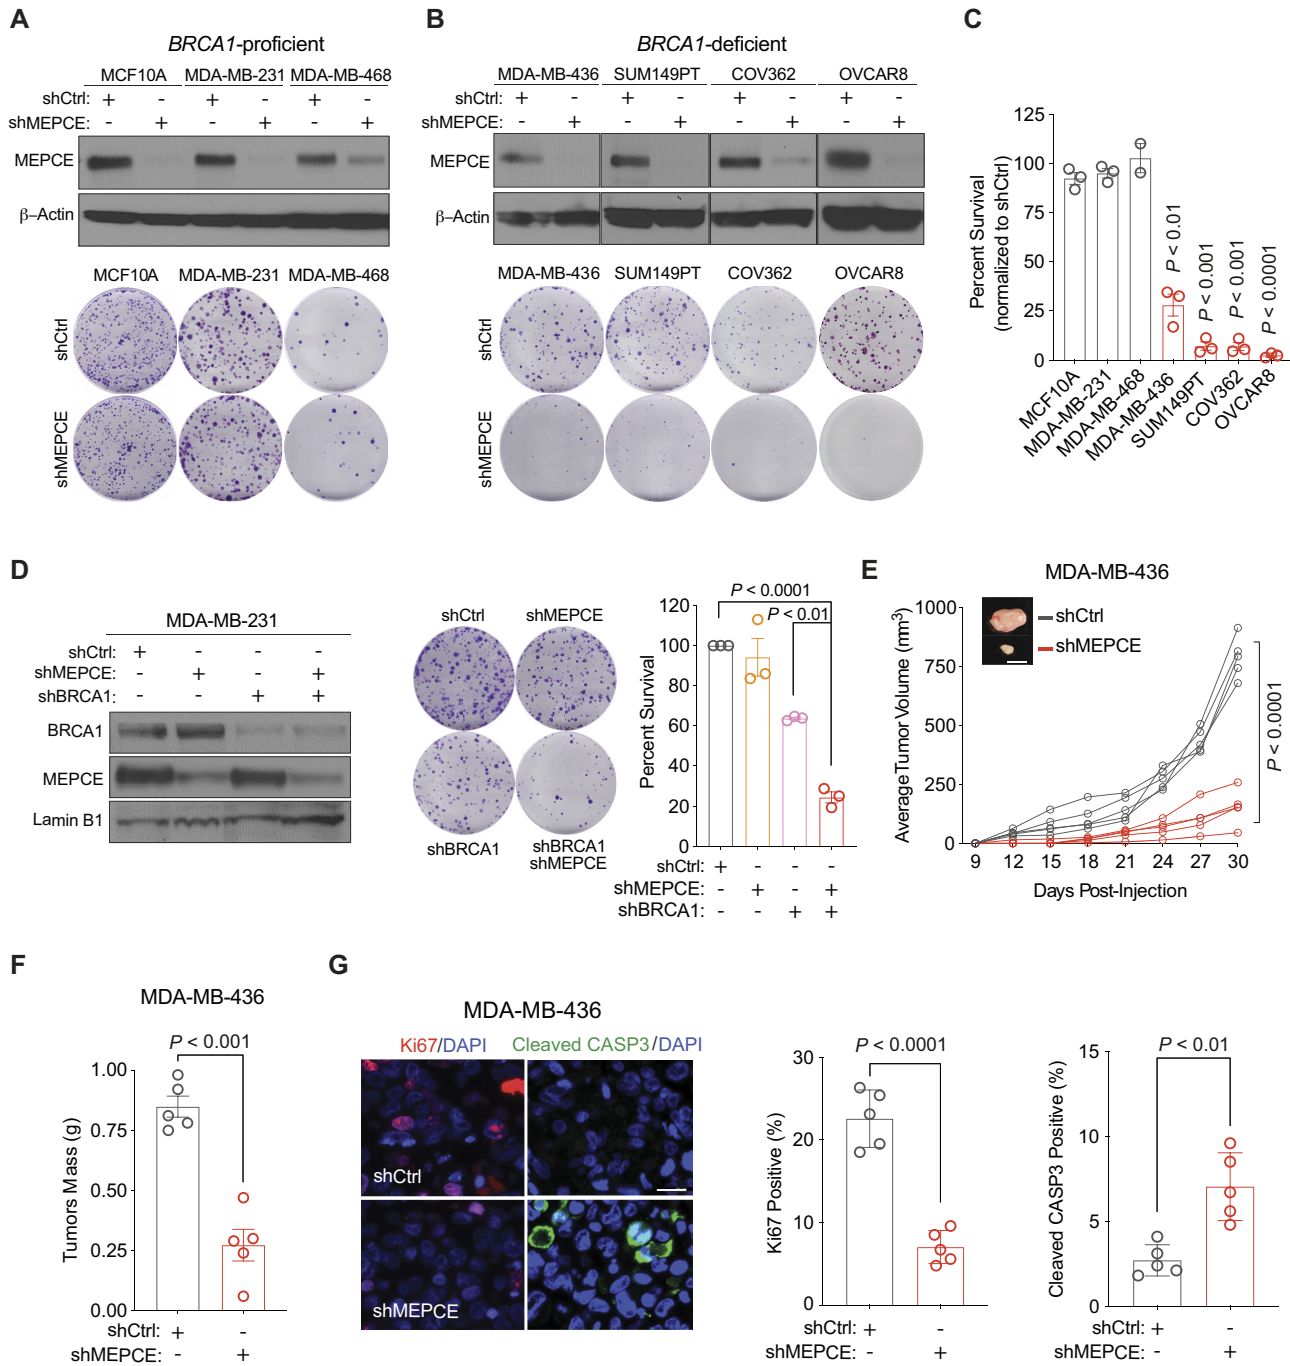 A
BRCA1-proficient
MCF10A MDA-MB-231 MDA-MB-468
shCtrl: + - + - + -
shMEPCE: - + - + - +
MEPCE
β–Actin
MCF10A MDA-MB-231 MDA-MB-468
shCtrl
shMEPCE
B
BRCA1-deficient
MDA-MB-436 SUM149PT COV362 OVCAR8
shCtrl: + - + - + - + -
shMEPCE: - + - + - + - +
MEPCE
β–Actin
MDA-MB-436 SUM149PT COV362 OVCAR8
shCtrl
shMEPCE
C
Percent Survival
(normalized to shCtrl)
125
100
75
50
25
0
P < 0.01
P < 0.001
P < 0.001
P < 0.0001
MCF10A
MDA-MB-231
MDA-MB-468
MDA-MB-436
SUM149PT
COV362
OVCAR8
D
MDA-MB-231
shCtrl: + - - -
shMEPCE: - + - +
shBRCA1: - - + +
BRCA1
MEPCE
Lamin B1
shCtrl shMEPCE
shBRCA1 shBRCA1
shMEPCE
Percent Survival
120
100
80
60
40
20
0
P < 0.0001
P < 0.01
shCtrl: + - - -
shMEPCE: - + - +
shBRCA1: - - + +
E
MDA-MB-436
Average Tumor Volume (mm3)
1000
750
500
250
0
shCtrl
shMEPCE
P < 0.0001
9 12 15 18 21 24 27 30
Days Post-Injection
F
MDA-MB-436
P < 0.001
Tumors Mass (g)
1.00
0.75
0.50
0.25
0.00
shCtrl: + -
shMEPCE: - +
G
MDA-MB-436
Ki67/DAPI Cleaved CASP3/DAPI
shCtrl
shMEPCE
Ki67 Positive (%)
30
20
10
0
P < 0.0001
shCtrl: + -
shMEPCE: - +
Cleaved CASP3 Positive (%)
15
10
5
0
P < 0.01
shCtrl: + -
shMEPCE: - +